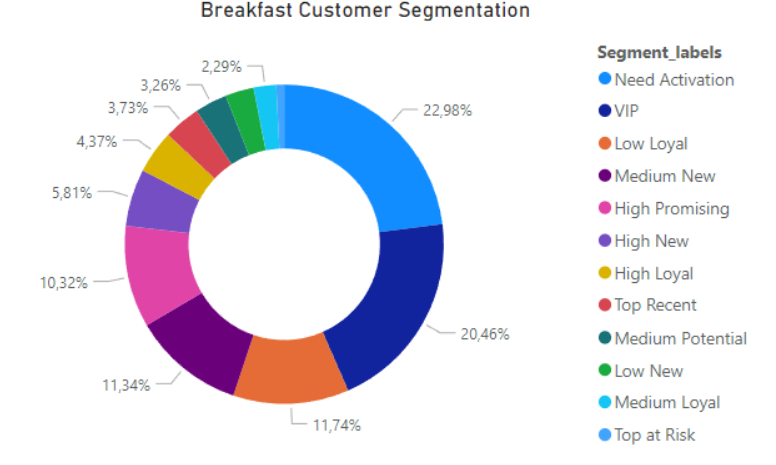 Breakfast Customer Segmentation
Segment_labels
Need Activation
VIP
Low Loyal
Medium New
High Promising
High New
High Loyal
Top Recent
Medium Potential
Low New
Medium Loyal
Top at Risk
22,98%
20,46%
11,74%
11,34%
10,32%
5,81%
4,37%
3,73%
3,26%
2,29%